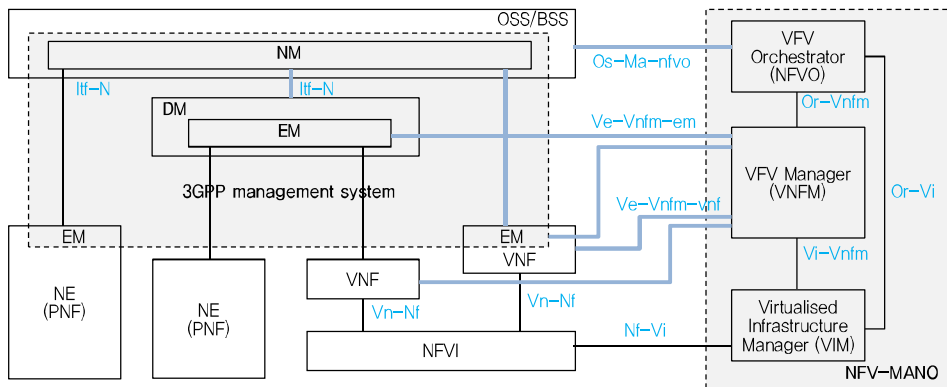 OSS/BSS
NM
Itf-N
Itf-N
DM
EM
3GPP management system
EM
NE
(PNF)
NE
(PNF)
VNF
EM
VNF
Vn-Nf
Vn-Nf
NFVI
Os-Ma-nfvo
Ve-Vnfm-em
Ve-Vnfm-vnf
Nf-Vi
VFV
Orchestrator
(NFVO)
Or-Vnfm
VFV Manager
(VNFM)
Or-Vi
Vi-Vnfm
Virtualised
Infrastructure
Manager (VIM)
NFV-MANO